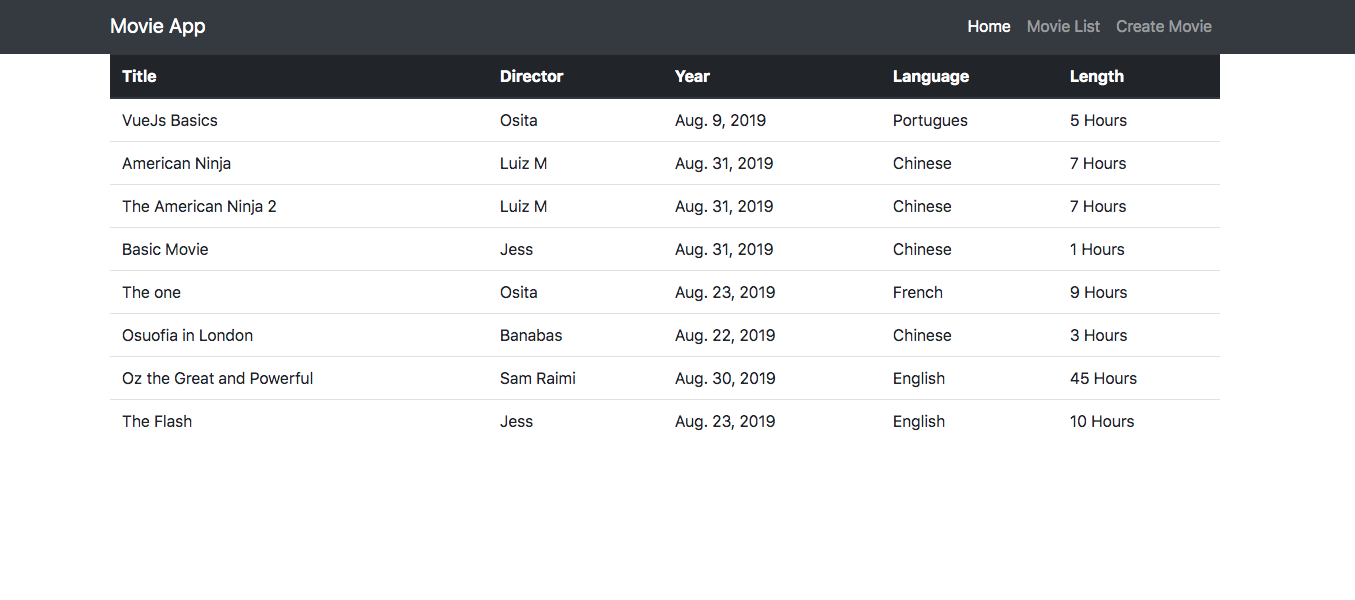 Movie App Home Movie List Create Movie
Title Director Year Language Length
VueJs Basics Osita Aug. 9, 2019 Portugues 5 Hours
American Ninja Luiz M Aug. 31, 2019 Chinese 7 Hours
The American Ninja 2 Luiz M Aug. 31, 2019 Chinese 7 Hours
Basic Movie Jess Aug. 31, 2019 Chinese 1 Hours
The one Osita Aug. 23, 2019 French 9 Hours
Osuofia in London Banabas Aug. 22, 2019 Chinese 3 Hours
Oz the Great and Powerful Sam Raimi Aug. 30, 2019 English 45 Hours
The Flash Jess Aug. 23, 2019 English 10 Hours